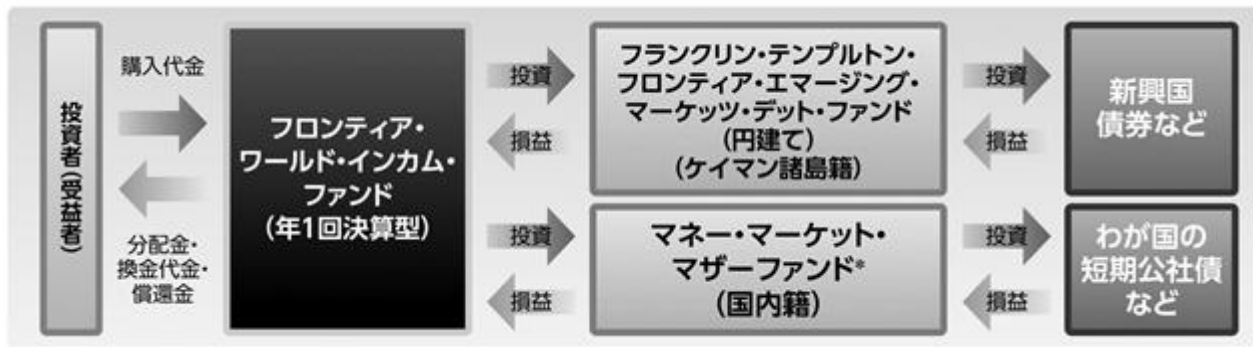 投資者(受益者)
購入代金
分配金・
換金代金・
償還金
フロンティア・
ワールド・インカム・
ファンド
(年1回決算型)
投資
損益
フランクリン・テンプルトン・
フロンティア・エマージング・
マーケッツ・デット・ファンド
(円建て)
(ケイマン諸島籍)
投資
損益
新興国
債券など
投資
損益
マネー・マーケット・
マザーファンド*
(国内籍)
投資
損益
わが国の
短期公社債
など